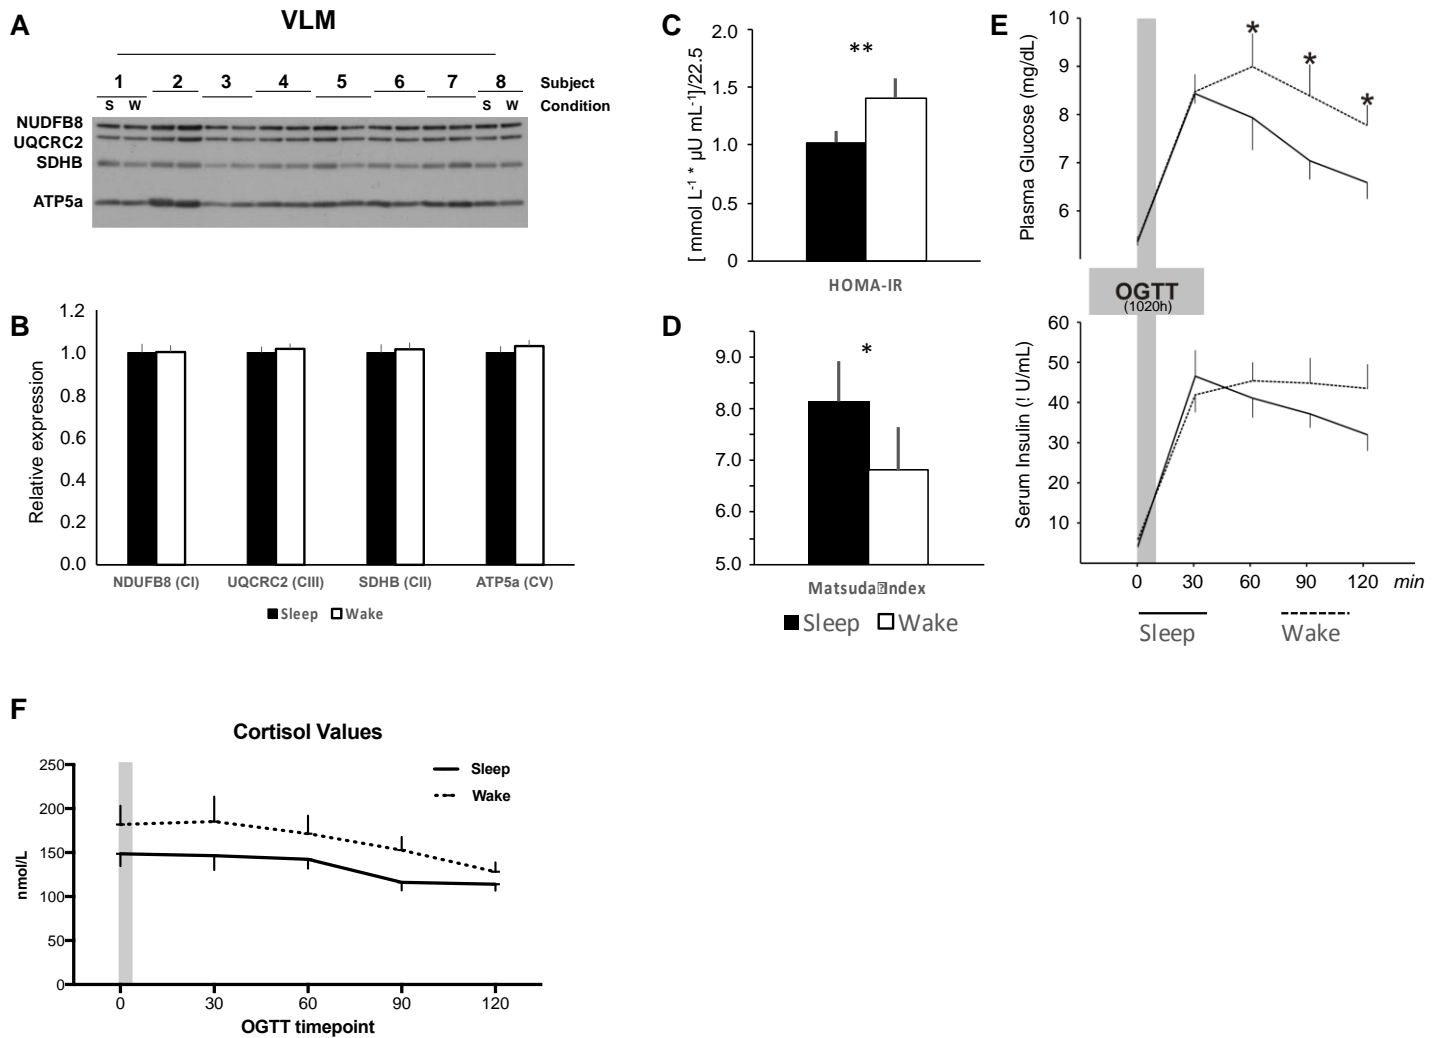 A
VLM
1 2 3 4 5 6 7 8 Subject
S W S W Condition
NUDFB8
UQCRC2
SDHB
ATP5a
B
1.2
1.0
0.8
0.6
0.4
0.2
0.0
Relative expression
NDUFB8 (CI) UQCRC2 (CIII) SDHB (CII) ATP5a (CV)
Sleep Wake
C
2.0
1.5
1.0
0.5
0
[ mmol L-1 * µU mL-1]/22.5
**
HOMA-IR
D
9.0
8.0
7.0
6.0
5.0
*
Matsuda⍰Index
Sleep Wake
E
10
9
8
7
6
Plasma Glucose (mg/dL)
* * *
OGTT
(1020h)
60
50
40
30
20
10
Serum Insulin (! U/mL)
0 30 60 90 120 min
Sleep Wake
F
Cortisol Values
Sleep
Wake
250
200
150
100
50
0
nmol/L
0 30 60 90 120
OGTT timepoint